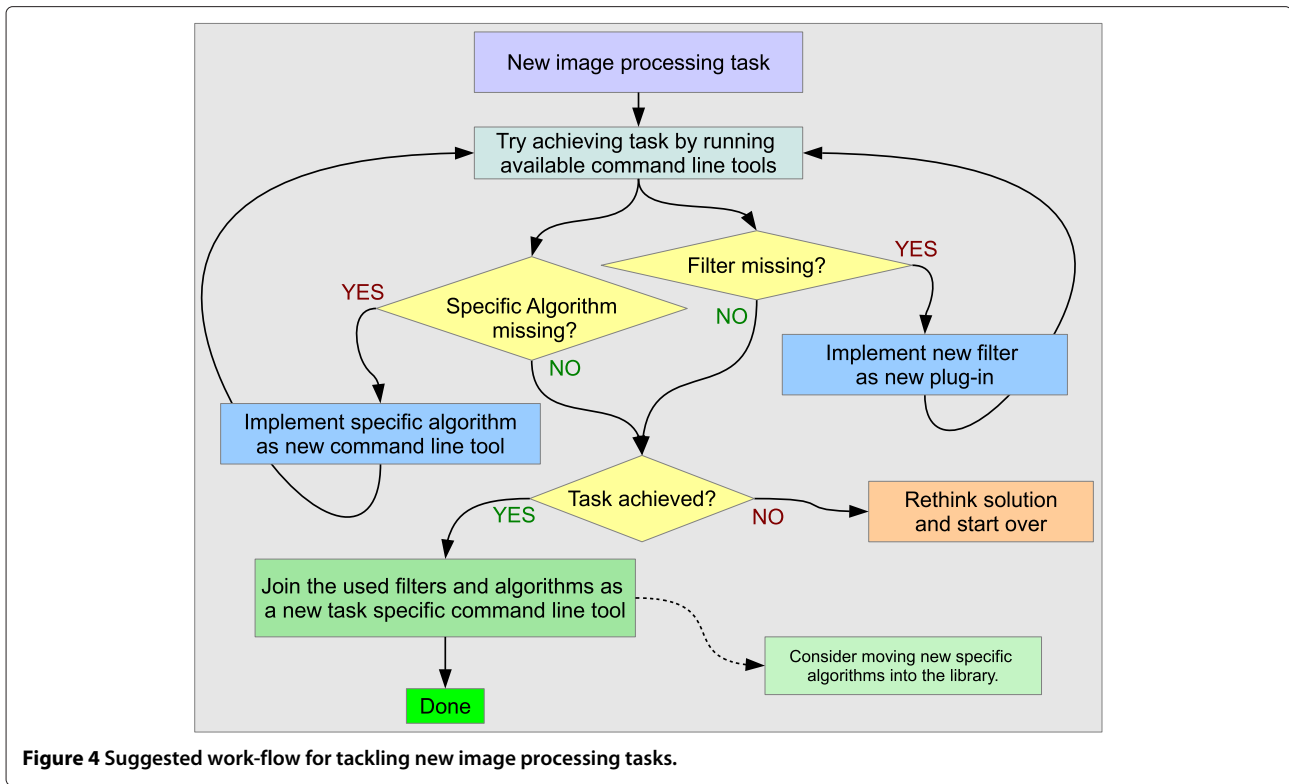 New image processing task
Try achieving task by running
available command line tools
Filter missing?
YES
NO
Specific Algorithm
missing?
YES
NO
Implement new filter
as new plug-in
Implement specific algorithm
as new command line tool
Task achieved?
YES
NO
Rethink solution
and start over
Join the used filters and algorithms as
a new task specific command line tool
Consider moving new specific
algorithms into the library.
Done
Figure 4 Suggested work-flow for tackling new image processing tasks.